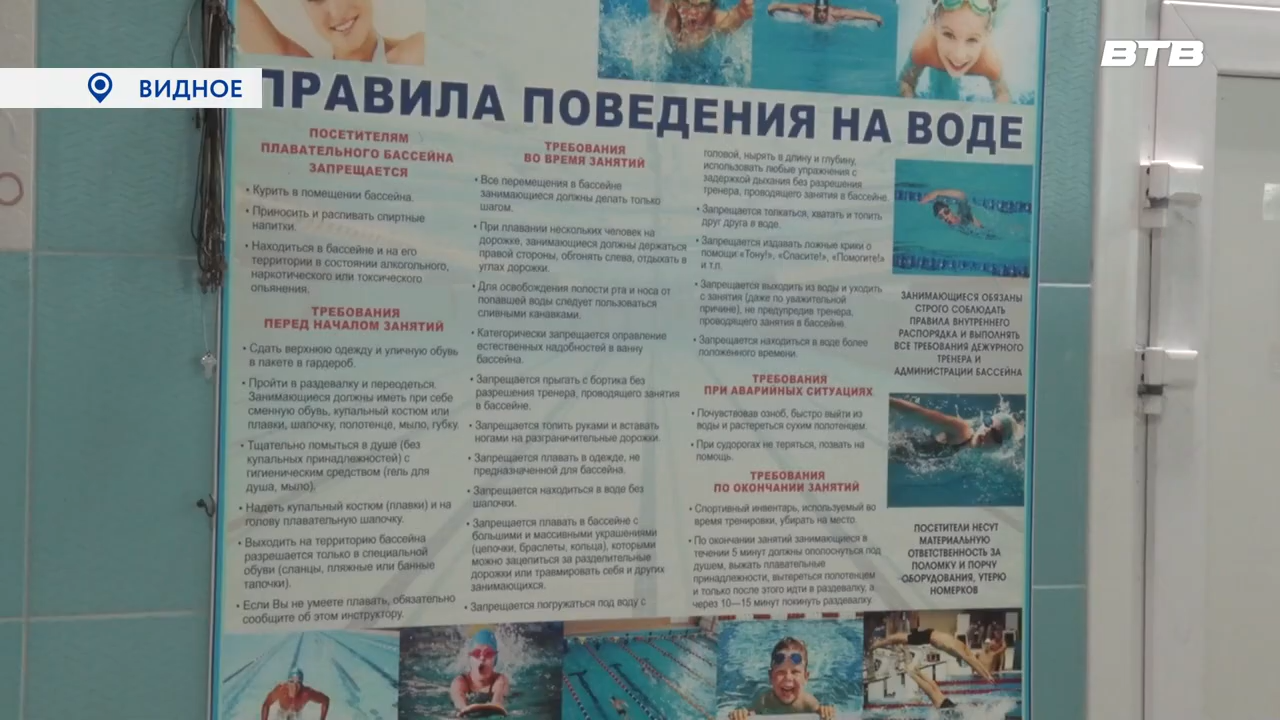 ВТВ
ВИДНОЕ
ПРАВИЛА ПОВЕДЕНИЯ НА ВОДЕ
ПОСЕТИТЕЛЯМ
ПЛАВАТЕЛЬНОГО БАССЕЙНА
ЗАПРЕЩАЕТСЯ
• Курить в помещении бассейна.
• Приносить и распивать спиртные
напитки.
• Находиться в бассейне и на его
территории в состоянии алкогольного,
наркотического или токсического
опьянения.
ТРЕБОВАНИЯ
ПЕРЕД НАЧАЛОМ ЗАНЯТИЙ
• Сдать верхнюю одежду и уличную обувь
в пакете в гардероб.
• Пройти в раздевалку и переодеться.
Занимающиеся должны иметь при себе
сменную обувь, купальный костюм или
плавки, шапочку, полотенце, мыло, губку.
• Тщательно помыться в душе (без
купальных принадлежностей) с
гигиеническим средством (гель для
душа, мыло).
• Надеть купальный костюм (плавки) и на
голову плавательную шапочку.
• Выходить на территорию бассейна
разрешается только в специальной
обуви (сланцы, пляжные или банные
тапочки).
• Если Вы не умеете плавать, обязательно
сообщите об этом инструктору.
ТРЕБОВАНИЯ
ВО ВРЕМЯ ЗАНЯТИЙ
• Все перемещения в бассейне
занимающиеся должны делать только
шагом.
• При плавании нескольких человек на
дорожке, занимающиеся должны держаться
правой стороны, обгонять слева, отдыхать в
углах дорожки.
• Для освобождения полости рта и носа от
попавшей воды следует пользоваться
сливными канавками.
• Категорически запрещается оправление
естественных надобностей в ванну
бассейна.
• Запрещается прыгать с бортика без
разрешения тренера, проводящего занятия
в бассейне.
• Запрещается топить руками и вставать
ногами на разграничительные дорожки.
• Запрещается плавать в одежде, не
предназначенной для бассейна.
• Запрещается находиться в воде без
шапочки.
• Запрещается плавать в бассейне с
большими и массивными украшениями
(цепочки, браслеты, кольца), которыми
можно зацепиться за разделительные
дорожки или травмировать себя и других
занимающихся.
• Запрещается погружаться под воду с
головой, нырять в длину и глубину,
использовать любые упражнения с
задержкой дыхания без разрешения
тренера, проводящего занятия в бассейне.
• Запрещается толкаться, хватать и топить
друг друга в воде.
• Запрещается издавать ложные крики о
помощи «Тону!», «Спасите!», «Помогите!»
и т.п.
• Запрещается выходить из воды и уходить
с занятия (даже по уважительной
причине), не предупредив тренера,
проводящего занятия в бассейне.
• Запрещается находиться в воде более
положенного времени.
ТРЕБОВАНИЯ
ПРИ АВАРИЙНЫХ СИТУАЦИЯХ
• Почувствовав озноб, быстро выйти из
воды и растереться сухим полотенцем.
• При судорогах не теряться, позвать на
помощь.
ТРЕБОВАНИЯ
ПО ОКОНЧАНИИ ЗАНЯТИЙ
• Спортивный инвентарь, используемый во
время тренировки, убирать на место.
• По окончании занятий занимающиеся в
течении 5 минут должны ополоснуться под
душем, выжать плавательные
принадлежности, вытереться полотенцем
и только после этого идти в раздевалку, а
через 10—15 минут покинуть раздевалку.
ЗАНИМАЮЩИЕСЯ ОБЯЗАНЫ
СТРОГО СОБЛЮДАТЬ
ПРАВИЛА ВНУТРЕННЕГО
РАСПОРЯДКА И ВЫПОЛНЯТЬ
ВСЕ ТРЕБОВАНИЯ ДЕЖУРНОГО
ТРЕНЕРА И
АДМИНИСТРАЦИИ БАССЕЙНА
ПОСЕТИТЕЛИ НЕСУТ
МАТЕРИАЛЬНУЮ
ОТВЕТСТВЕННОСТЬ ЗА
ПОЛОМКУ И ПОРЧУ
ОБОРУДОВАНИЯ, УТЕРЮ
НОМЕРКОВ